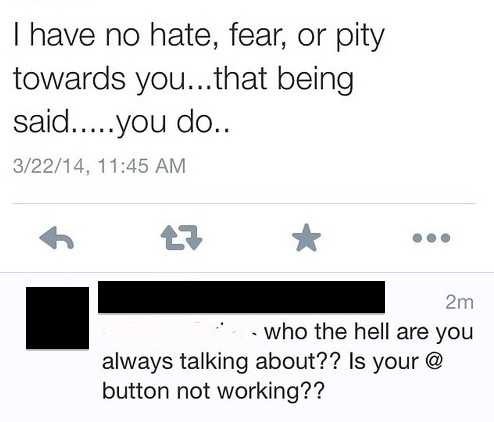 I have no hate, fear, or pity
towards you...that being
said.....you do..
3/22/14, 11:45 AM
2m
who the hell are you
always talking about?? Is your @
button not working??